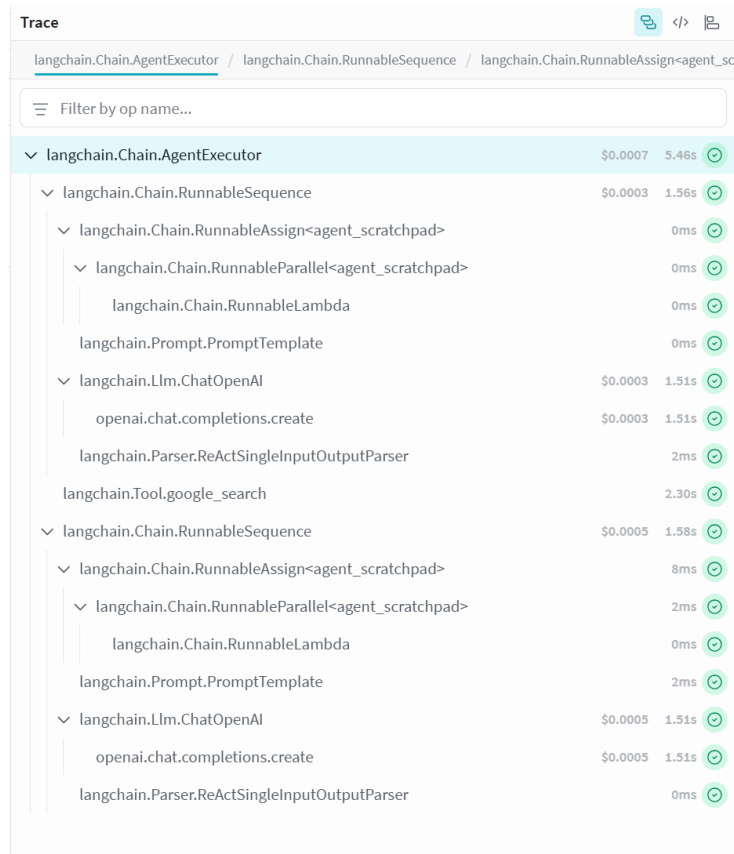 Trace
langchain.Chain.AgentExecutor / langchain.Chain.RunnableSequence / langchain.Chain.RunnableAssign<agent_sc
Filter by op name...
langchain.Chain.AgentExecutor $0.0007 5.46s
langchain.Chain.RunnableSequence $0.0003 1.56s
langchain.Chain.RunnableAssign<agent_scratchpad> 0ms
langchain.Chain.RunnableParallel<agent_scratchpad> 0ms
langchain.Chain.RunnableLambda 0ms
langchain.Prompt.PromptTemplate 0ms
langchain.Llm.ChatOpenAI $0.0003 1.51s
openai.chat.completions.create $0.0003 1.51s
langchain.Parser.ReActSingleInputOutputParser 2ms
langchain.Tool.google_search 2.30s
langchain.Chain.RunnableSequence $0.0005 1.58s
langchain.Chain.RunnableAssign<agent_scratchpad> 8ms
langchain.Chain.RunnableParallel<agent_scratchpad> 2ms
langchain.Chain.RunnableLambda 0ms
langchain.Prompt.PromptTemplate 2ms
langchain.Llm.ChatOpenAI $0.0005 1.51s
openai.chat.completions.create $0.0005 1.51s
langchain.Parser.ReActSingleInputOutputParser 0ms